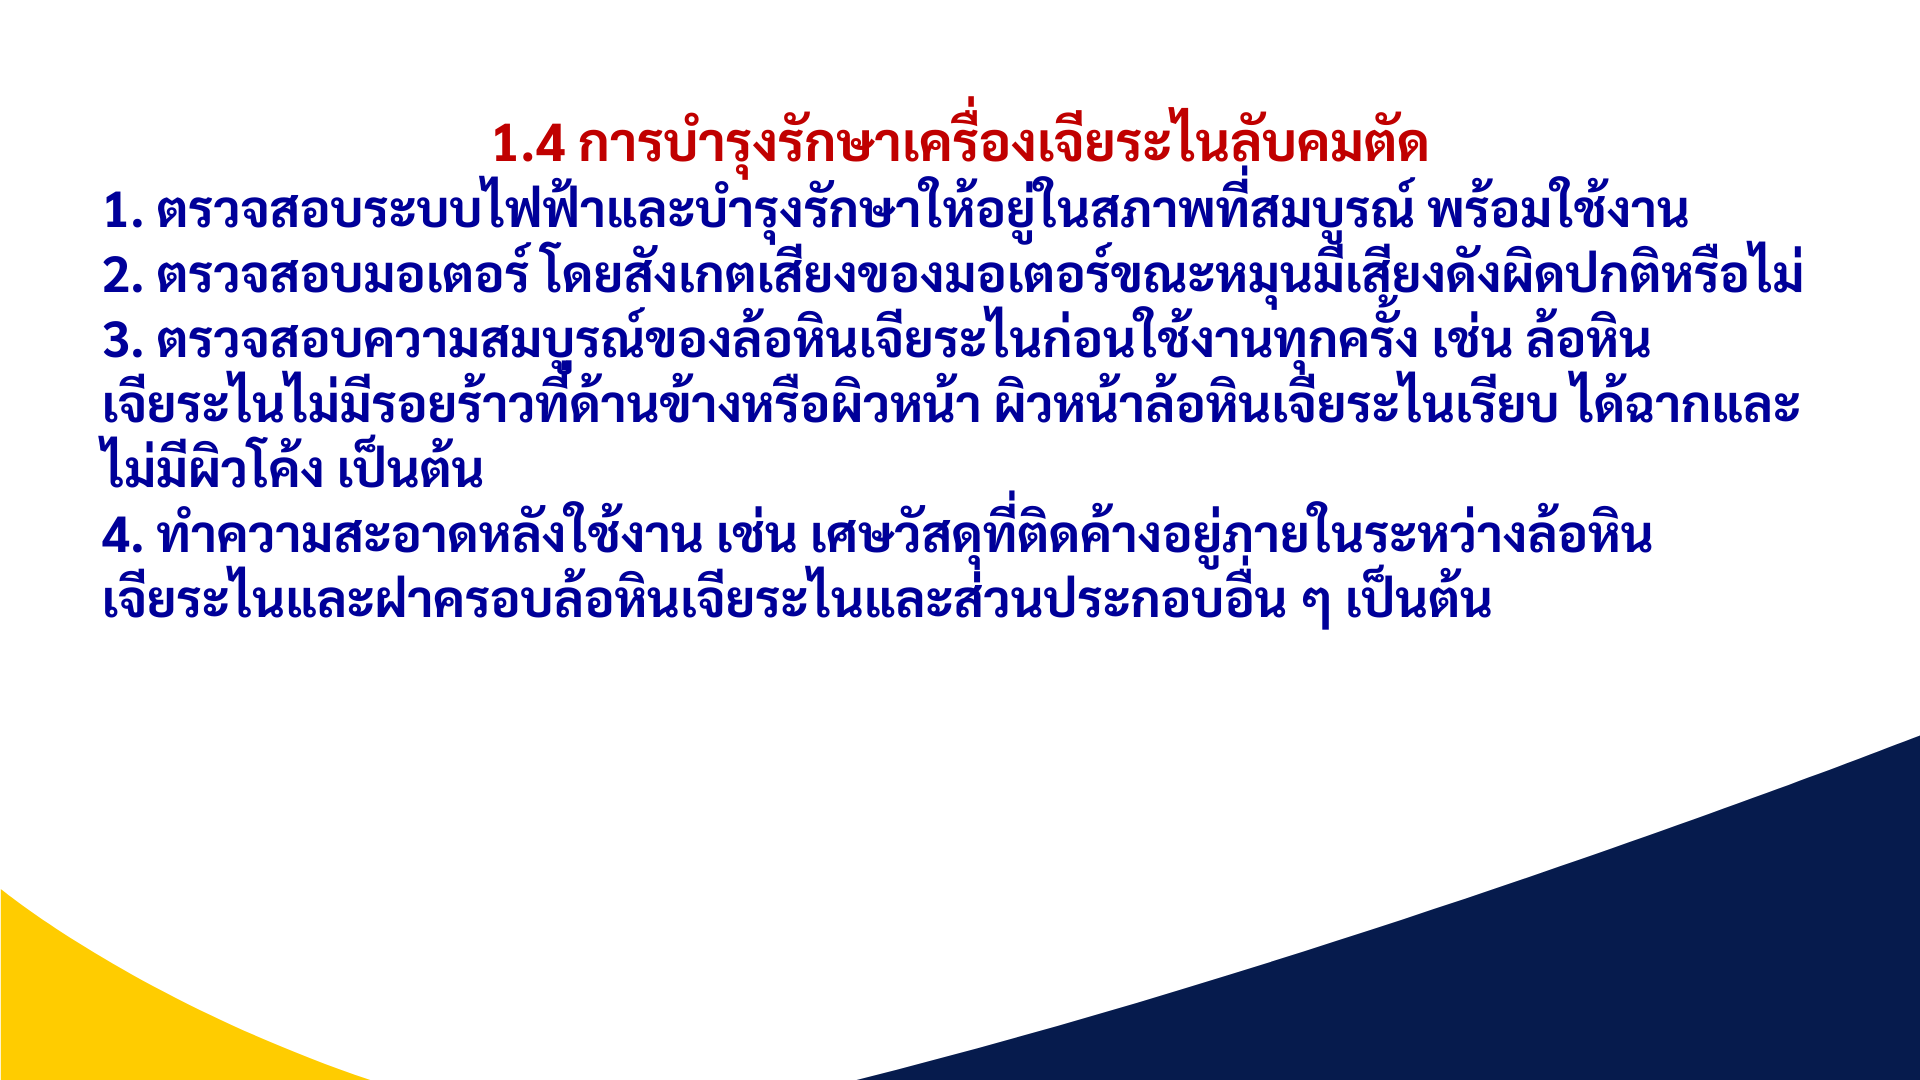 1.4 การบำรุงรักษาเครื่องเจียระไนลับคมตัด
1. ตรวจสอบระบบไฟฟ้าและบำรุงรักษาให้อยู่ในสภาพที่สมบูรณ์ พร้อมใช้งาน
2. ตรวจสอบมอเตอร์ โดยสังเกตเสียงของมอเตอร์ขณะหมุนมีเสียงดังผิดปกติหรือไม่
3. ตรวจสอบความสมบูรณ์ของล้อหินเจียระไนก่อนใช้งานทุกครั้ง เช่น ล้อหิน
เจียระไนไม่มีรอยร้าวที่ด้านข้างหรือผิวหน้า ผิวหน้าล้อหินเจียระไนเรียบ ได้ฉากและ
ไม่มีผิวโค้ง เป็นต้น
4. ทำความสะอาดหลังใช้งาน เช่น เศษวัสดุที่ติดค้างอยู่ภายในระหว่างล้อหิน
เจียระไนและฝาครอบล้อหินเจียระไนและส่วนประกอบอื่น ๆ เป็นต้น